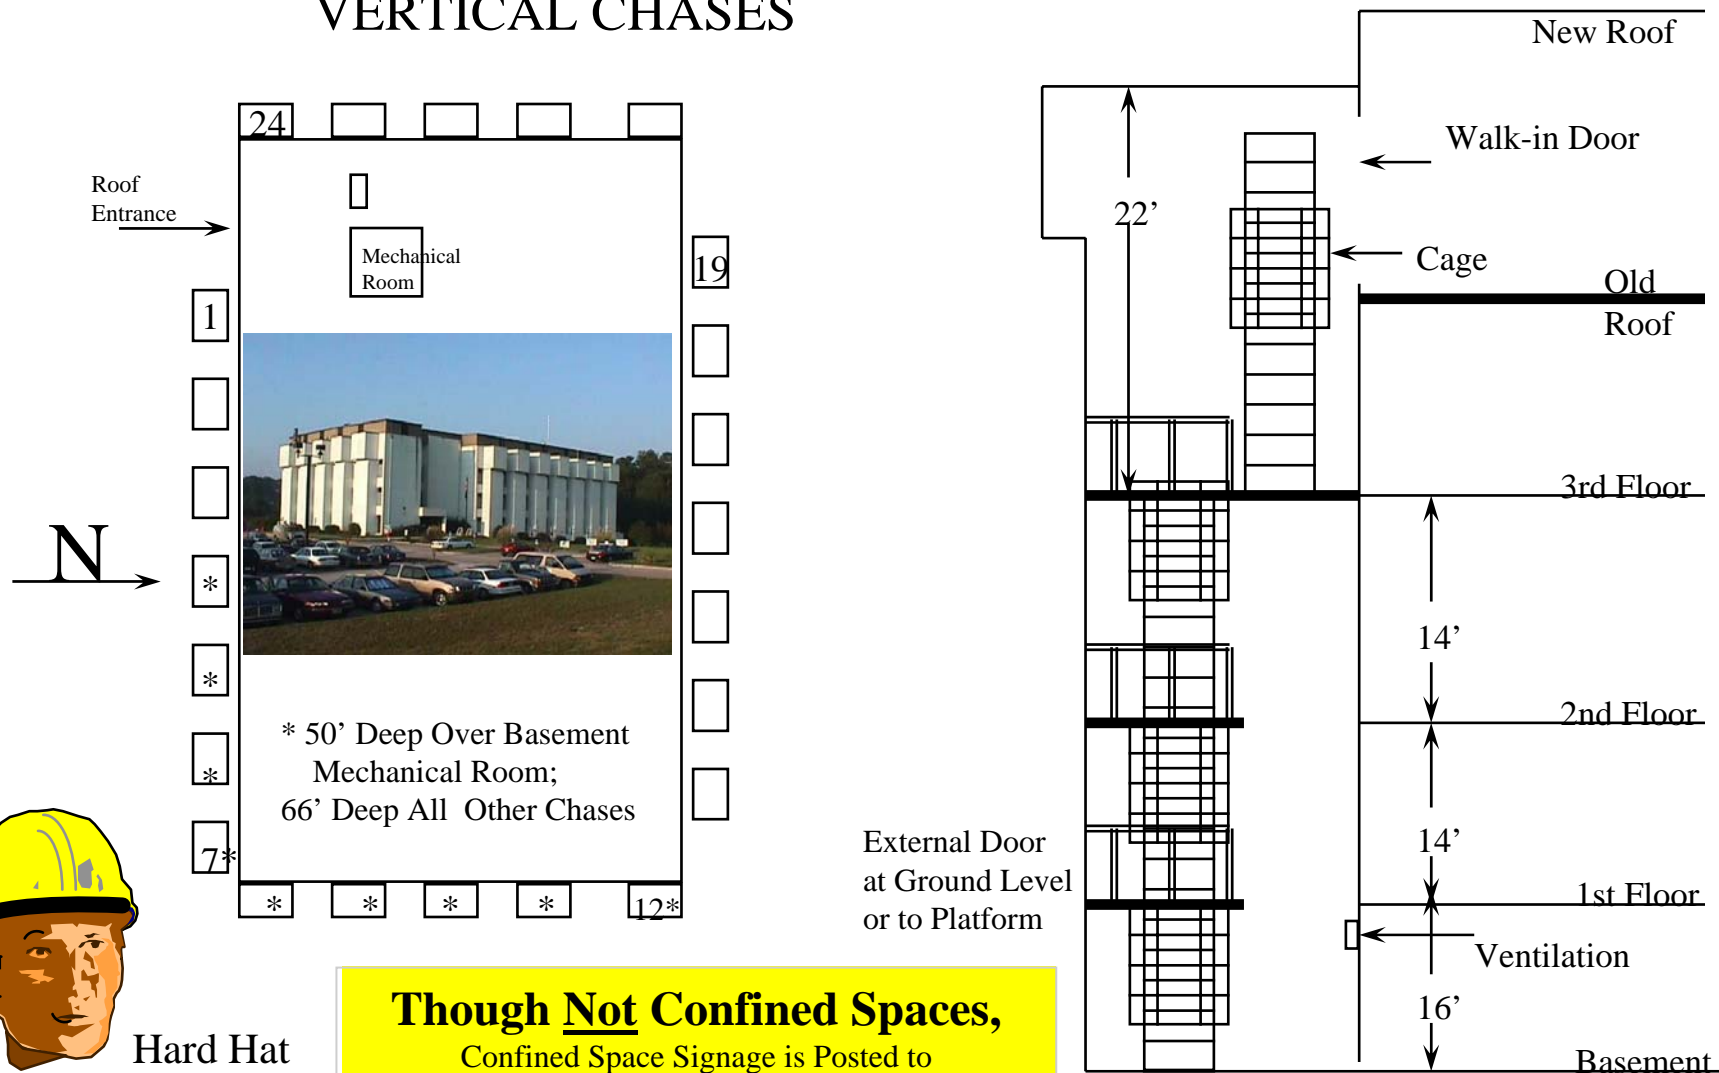 VERTICAL CHASES
24
Roof
Entrance
Mechanical
Room
1
19
N
*
*
*
7*
* 50’ Deep Over Basement
Mechanical Room;
66’ Deep All Other Chases
*
*
*
*
12*
Hard Hat
Though Not Confined Spaces,
Confined Space Signage is Posted to
New Roof
Walk-in Door
22’
Cage
Old
Roof
3rd Floor
14’
2nd Floor
14’
External Door
at Ground Level
or to Platform
1st Floor
Ventilation
16’
Basement